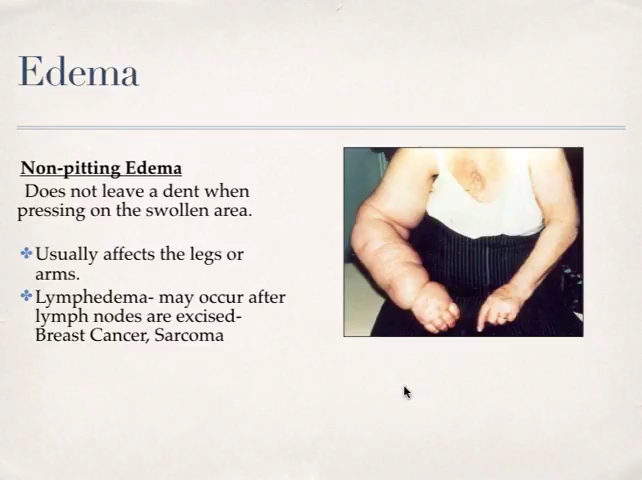 Edema
Non-pitting Edema
Does not leave a dent when
pressing on the swollen area.
Usually affects the legs or
arms.
Lymphedema- may occur after
lymph nodes are excised-
Breast Cancer, Sarcoma